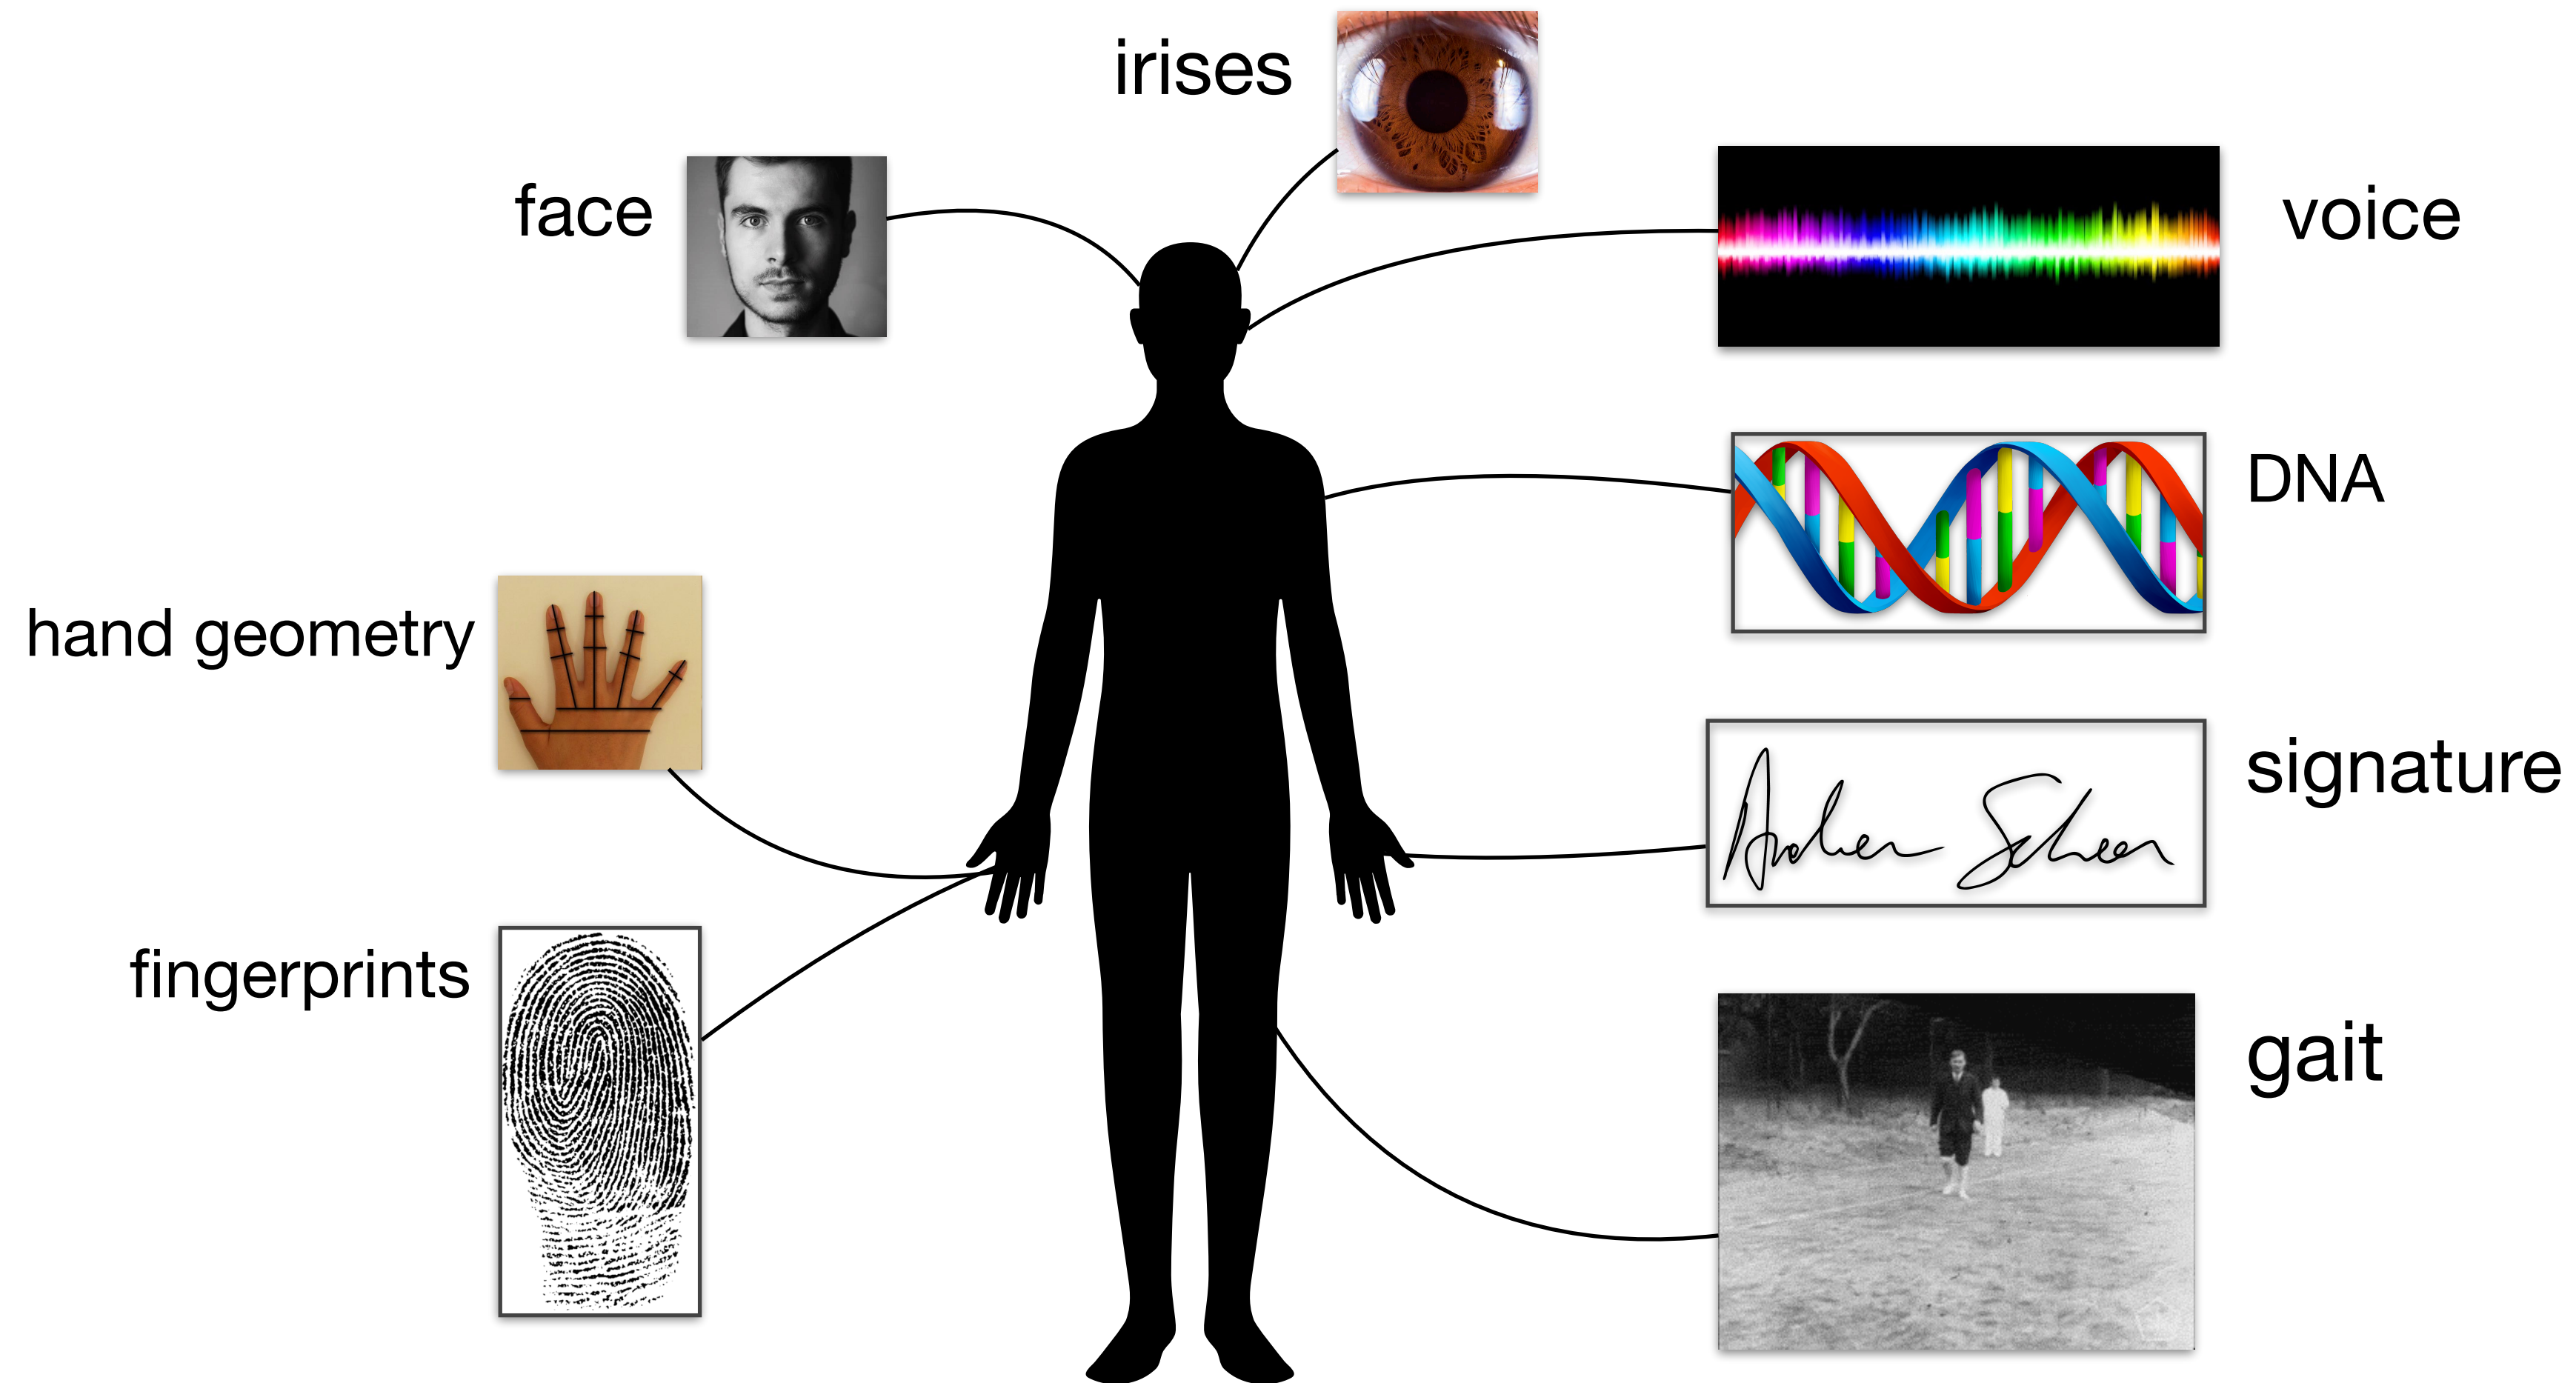 irises
face
voice
DNA
hand geometry
signature
fingerprints
gait